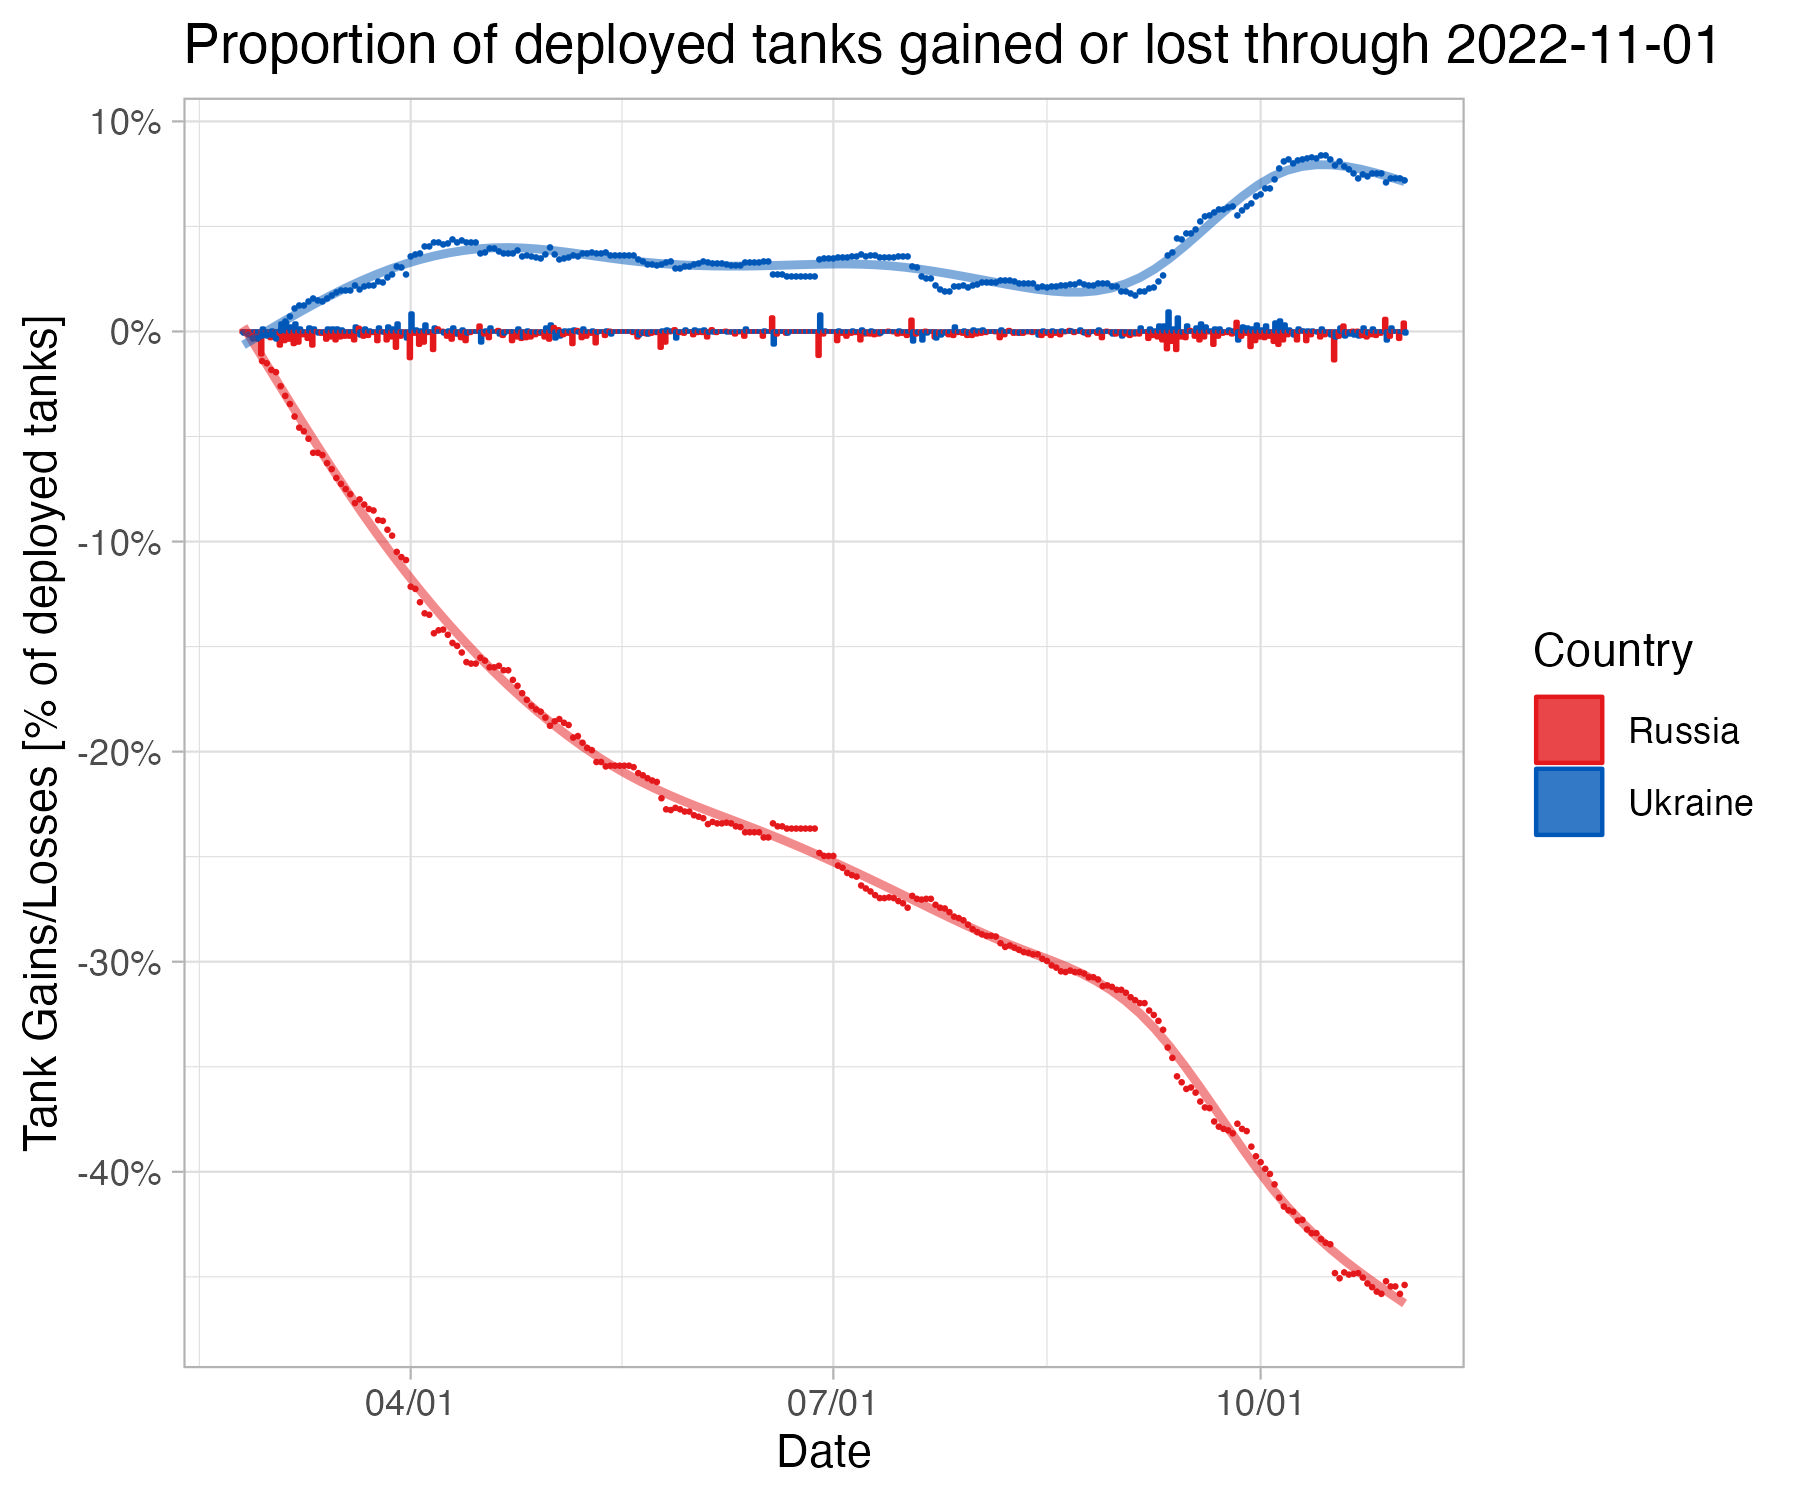 Proportion of deployed tanks gained or lost through 2022-11-01
Tank Gains/Losses [% of deployed tanks]
10%
0%
-10%
-20%
-30%
-40%
04/01
07/01
10/01
Date
Country
Russia
Ukraine